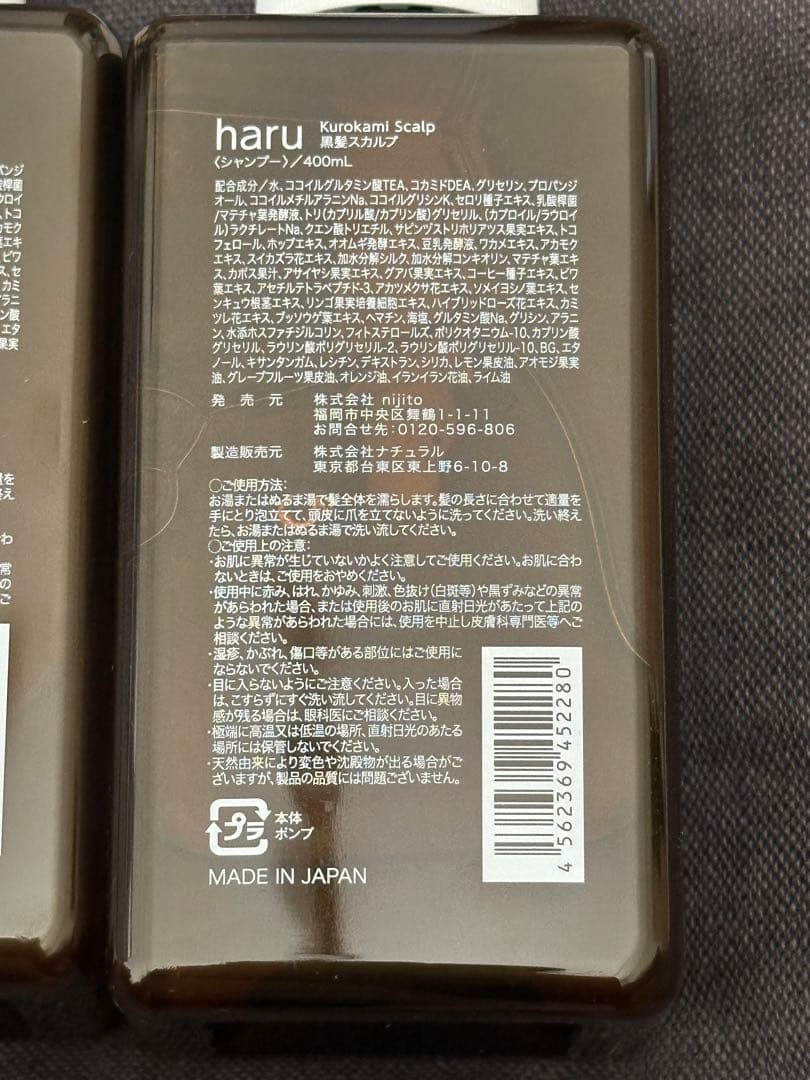 haru Kurokami Scalp
黒髪スカルプ
〈シャンプー〉／400mL
配合成分／水、ココイルグルタミン酸TEA、コカミドDEA、グリセリン、プロパンジ
オール、ココイルメチルアラニンNa、ココイルグリシンK、セロリ種子エキス、乳酸桿菌
/マテチャ葉発酵液、トリ(カプリル酸/カプリン酸)グリセリル、(カプロイル/ラウロイ
ル)ラクチレートNa、クエン酸トリエチル、サピンヅストリホリアツス果実エキス、トコ
フェロール、ホップエキス、オオムギ発酵エキス、豆乳発酵液、ワカメエキス、アカモク
エキス、スイカズラ花エキス、加水分解シルク、加水分解コンキオリン、マテチャ葉エキ
ス、カボス果汁、アサイヤシ果実エキス、グアバ果実エキス、コーヒー種子エキス、ビワ
葉エキス、アセチルテトラペプチド-3、アカツメクサ花エキス、ソメイヨシノ葉エキス、セ
ンキュウ根茎エキス、リンゴ果実培養細胞エキス、ハイブリッドローズ花エキス、カミ
ツレ花エキス、ブッソウゲ葉エキス、ヘマチン、海塩、グルタミン酸Na、グリシン、アラニ
ン、水添ホスファチジルコリン、フィトステロールズ、ポリクオタニウム-10、カプリン酸
グリセリル、ラウリン酸ポリグリセリル-2、ラウリン酸ポリグリセリル-10、BG、エタ
ノール、キサンタンガム、レシチン、デキストラン、シリカ、レモン果皮油、アオモジ果実
油、グレープフルーツ果皮油、オレンジ油、イランイラン花油、ライム油
発売元 株式会社 nijito
福岡市中央区舞鶴1-1-11
お問合せ先：0120-596-806
製造販売元 株式会社ナチュラル
東京都台東区東上野6-10-8
○ご使用方法：
お湯またはぬるま湯で髪全体を濡らします。髪の長さに合わせて適量を
手にとり泡立てて、頭皮に爪を立てないように洗ってください。洗い終え
たら、お湯またはぬるま湯で洗い流してください。
○ご使用上の注意：
・お肌に異常が生じていないかよく注意してご使用ください。お肌に合わ
ないときは、ご使用をおやめください。
・使用中に赤み、はれ、かゆみ、刺激、色抜け(白斑等)や黒ずみなどの異常
があらわれた場合、または使用後のお肌に直射日光があたって上記の
ような異常があらわれた場合には、使用を中止し皮膚科専門医等へご
相談ください。
・湿疹、かぶれ、傷口等がある部位にはご使用に
ならないでください。
・目に入らないようにご注意ください。入った場合
は、こすらずにすぐ洗い流してください。目に異物
感が残る場合は、眼科医にご相談ください。
・極端に高温又は低温の場所、直射日光のあたる
場所には保管しないでください。
・天然由来により変色や沈殿物が出る場合がご
ざいますが、製品の品質には問題ございません。
プラ 本体
ポンプ
MADE IN JAPAN
4 562369 452280